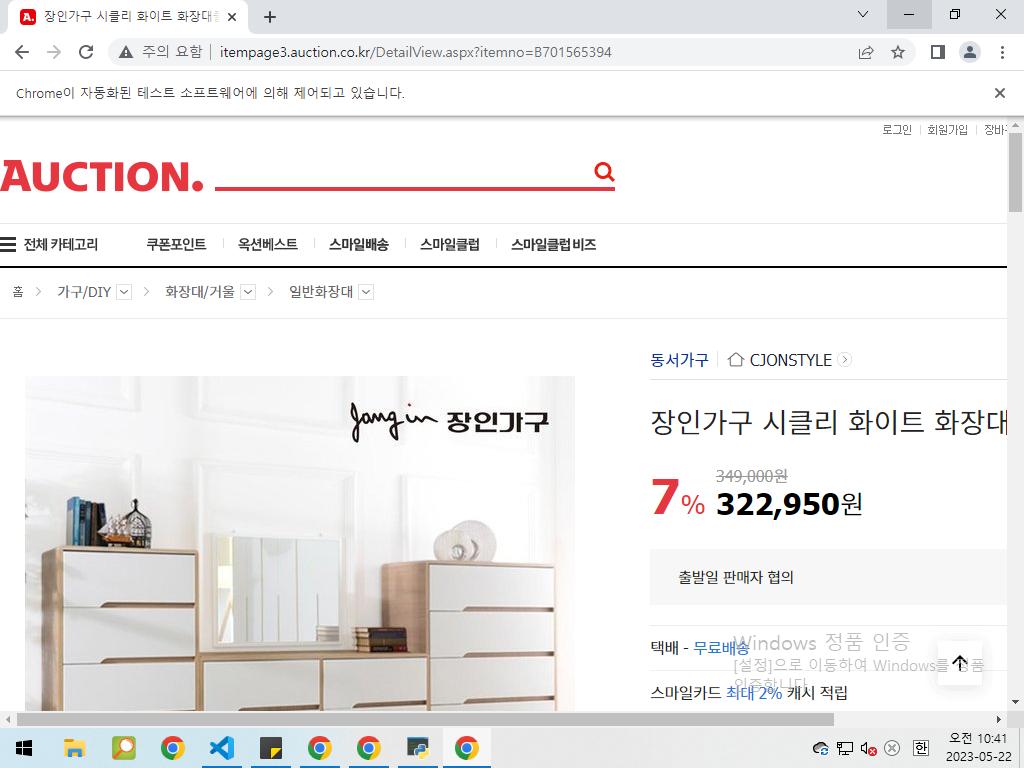 장인가구 시클리 화이트 화장대
주의 요함 itempage3.auction.co.kr/DetailView.aspx?itemno=B701565394
Chrome이 자동화된 테스트 소프트웨어에 의해 제어되고 있습니다.
로그인 회원가입 장바
AUCTION.
전체 카테고리 쿠폰포인트 옥션베스트 스마일배송 스마일클럽 스마일클럽 비즈
홈 가구/DIY 화장대/거울 일반화장대
동서가구 CJONSTYLE
Jang in 장인가구
장인가구 시클리 화이트 화장대
349,000원
7% 322,950원
출발일 판매자 협의
택배 - 무료배송
Windows 정품 인증
[설정]으로 이동하여 Windows를 정품
인증합니다.
스마일카드 최대 2% 캐시 적립
한
오전 10:41
2023-05-22